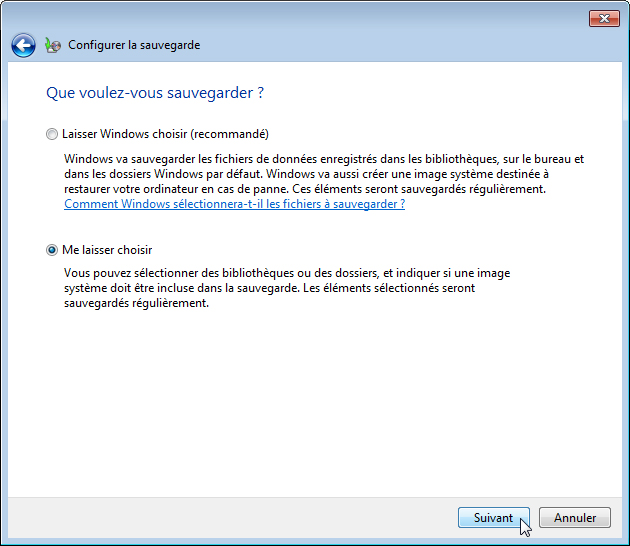 Configurer la sauvegarde
Que voulez-vous sauvegarder ?
Laisser Windows choisir (recommandé)
Windows va sauvegarder les fichiers de données enregistrés dans les bibliothèques, sur le bureau et
dans les dossiers Windows par défaut. Windows va aussi créer une image système destinée à
restaurer votre ordinateur en cas de panne. Ces éléments seront sauvegardés régulièrement.
Comment Windows sélectionnera-t-il les fichiers à sauvegarder ?
Me laisser choisir
Vous pouvez sélectionner des bibliothèques ou des dossiers, et indiquer si une image
système doit être incluse dans la sauvegarde. Les éléments sélectionnés seront
sauvegardés régulièrement.
Suivant
Annuler